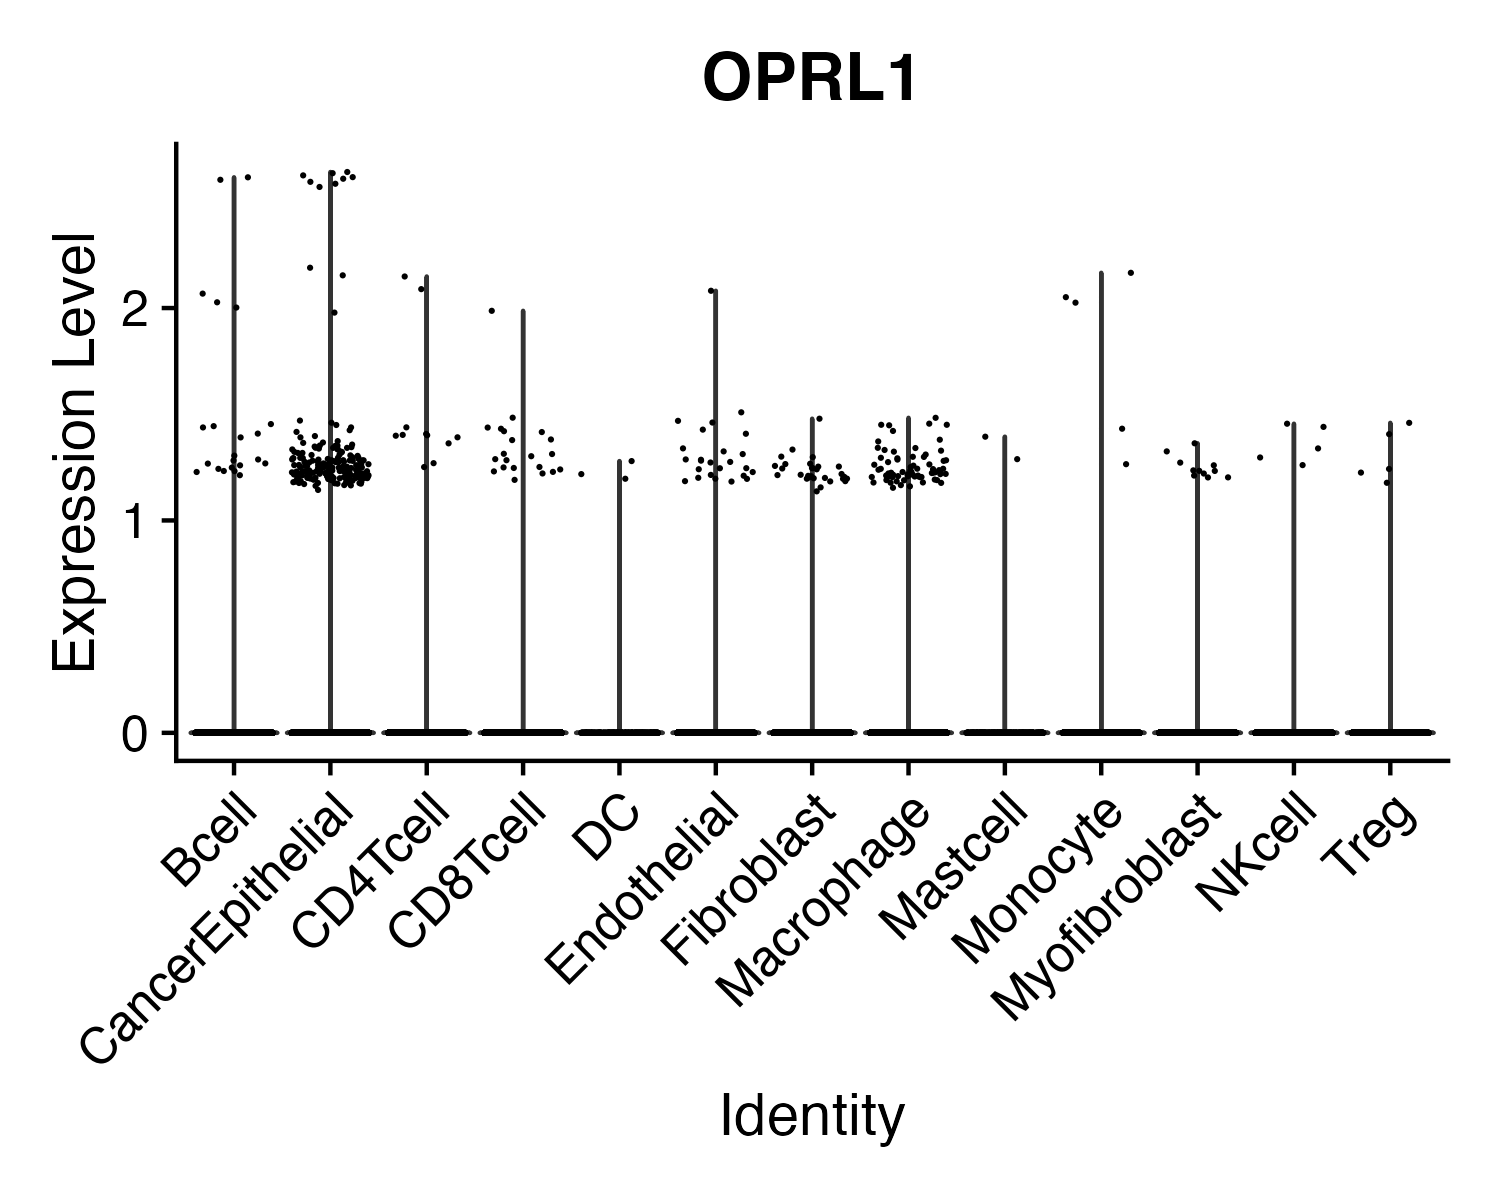 OPRL1
Expression Level
2
1
0
Bcell
CancerEpithelial
CD4Tcell
CD8Tcell
DC
Endothelial
Fibroblast
Macrophage
Mastcell
Monocyte
Myofibroblast
NKcell
Treg
Identity